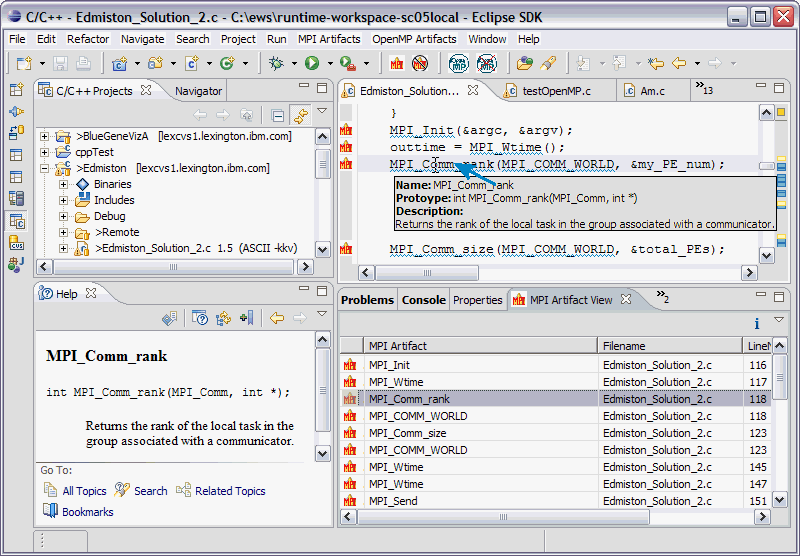 C/C++ - Edmiston_Solution_2.c - C:\ews\runtime-workspace-sc05local - Eclipse SDK
File Edit Refactor Navigate Search Project Run MPI Artifacts OpenMP Artifacts Window Help
C/C++ Projects Navigator
>BlueGeneVizA [lexcvs1.lexington.ibm.com]
cppTest
>Edmiston [lexcvs1.lexington.ibm.com]
Binaries
Includes
Debug
>Remote
>Edmiston_Solution_2.c 1.5 (ASCII -kkv)
Edmiston_Solution... testOpenMP.c Am.c »13
}
MPI_Init(&argc, &argv);
outtime = MPI_Wtime();
MPI_Comm_rank(MPI_COMM_WORLD, &my_PE_num);
Name: MPI_Comm_rank
Protoype: int MPI_Comm_rank(MPI_Comm, int *)
Description:
Returns the rank of the local task in the group associated with a communicator.
MPI_Comm_size(MPI_COMM_WORLD, &total_PEs);
Help
MPI_Comm_rank
int MPI_Comm_rank(MPI_Comm, int *);
Returns the rank of the local task in the
group associated with a communicator.
Go To:
All Topics Search Related Topics
Bookmarks
Problems Console Properties MPI Artifact View »2
MPI Artifact Filename LineN
MPI_Init Edmiston_Solution_2.c 116
MPI_Wtime Edmiston_Solution_2.c 117
MPI_Comm_rank Edmiston_Solution_2.c 118
MPI_COMM_WORLD Edmiston_Solution_2.c 118
MPI_Comm_size Edmiston_Solution_2.c 123
MPI_COMM_WORLD Edmiston_Solution_2.c 123
MPI_Wtime Edmiston_Solution_2.c 145
MPI_Wtime Edmiston_Solution_2.c 147
MPI_Send Edmiston_Solution_2.c 151